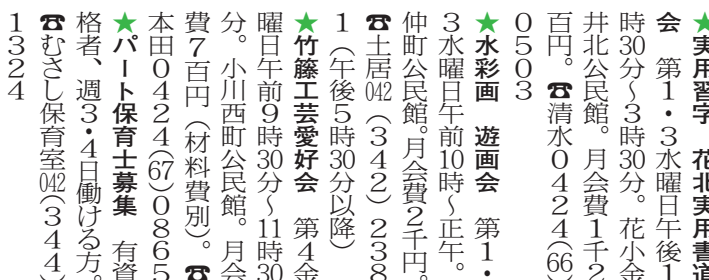 ★実用習字　花北実用書道
会　第1・3水曜日午後1
時30分～3時30分。花小金
井北公民館。月会費1千2
百円。☎清水0424(66)
0503
★水彩画　遊画会　第1・
3水曜日午前10時～正午。
仲町公民館。月会費2千円。
☎土居042(342)238
1(午後5時30分以降)
★竹籐工芸愛好会　第4金
曜日午前9時30分～11時30
分。小川西町公民館。月会
費7百円(材料費別)。☎
本田0424(67)0865
★パート保育士募集　有資
格者、週3・4日働ける方。
☎むさし保育室042(344)
1324